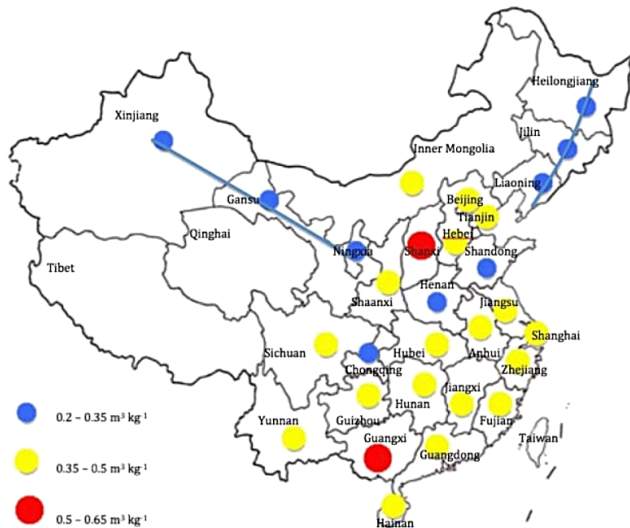 Heilongjiang
Xinjiang
Jilin
Inner Mongolia
Liaoning
Gansu
Beijing
Tianjin
Qinghai
Hebei
Ningxia
Shanxi
Shandong
Tibet
Henan
Shaanxi
Jiangsu
Shanghai
Sichuan
Hubei
Anhui
Chongqing
Zhejiang
Hunan
Jiangxi
0.2 – 0.35 m³ kg⁻¹
Yunnan
Guizhou
Fujian
Guangxi
Taiwan
Guangdong
0.35 – 0.5 m³ kg⁻¹
0.5 – 0.65 m³ kg⁻¹
Hainan